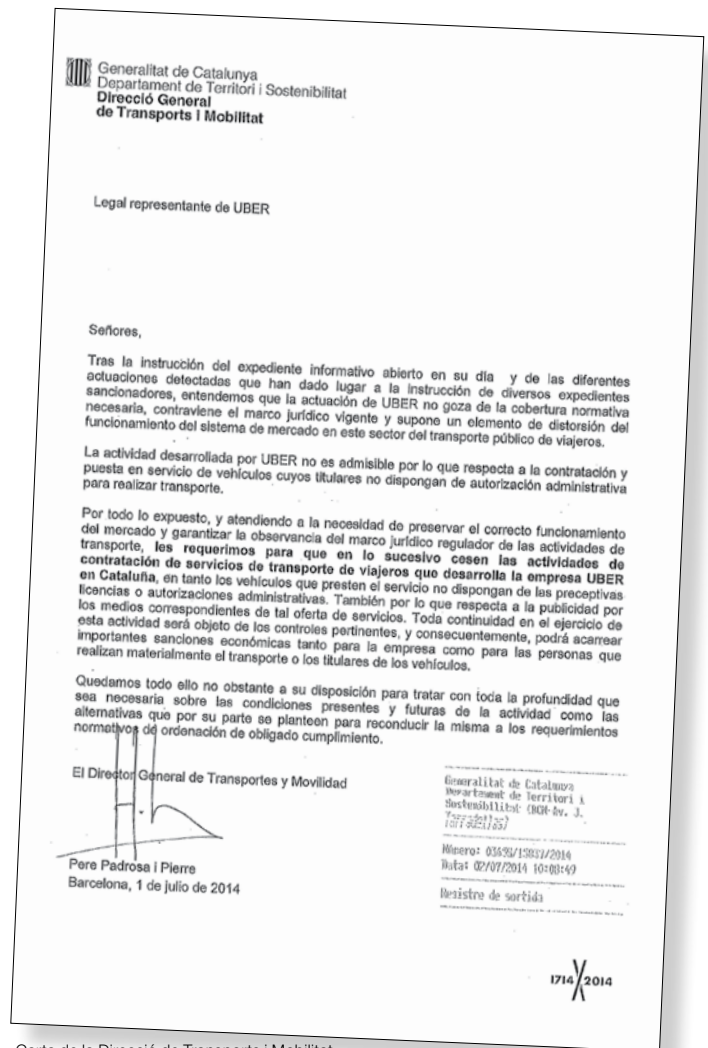 Generalitat de Catalunya
Departament de Territori i Sostenibilitat
Direcció General
de Transports i Mobilitat
Legal representante de UBER
Señores,
Tras la instrucción del expediente informativo abierto en su día y de las diferentes
actuaciones detectadas que han dado lugar a la instrucción de diversos expedientes
sancionadores, entendemos que la actuación de UBER no goza de la cobertura normativa
necesaria, contraviene el marco jurídico vigente y supone un elemento de distorsión del
funcionamiento del sistema de mercado en este sector del transporte público de viajeros.
La actividad desarrollada por UBER no es admisible por lo que respecta a la contratación y
puesta en servicio de vehículos cuyos titulares no dispongan de autorización administrativa
para realizar transporte.
Por todo lo expuesto, y atendiendo a la necesidad de preservar el correcto funcionamiento
del mercado y garantizar la observancia del marco jurídico regulador de las actividades de
transporte, les requerimos para que en lo sucesivo cesen las actividades de
contratación de servicios de transporte de viajeros que desarrolla la empresa UBER
en Cataluña, en tanto los vehículos que presten el servicio no dispongan de las preceptivas
licencias o autorizaciones administrativas. También por lo que respecta a la publicidad por
los medios correspondientes de tal oferta de servicios. Toda continuidad en el ejercicio de
esta actividad será objeto de los controles pertinentes, y consecuentemente, podrá acarrear
importantes sanciones económicas tanto para la empresa como para las personas que
realizan materialmente el transporte o los titulares de los vehículos.
Quedamos todo ello no obstante a su disposición para tratar con toda la profundidad que
sea necesaria sobre las condiciones presentes y futuras de la actividad como las
alternativas que por su parte se planteen para reconducir la misma a los requerimientos
normativos de ordenación de obligado cumplimiento.
El Director General de Transportes y Movilidad
Pere Padrosa i Pierre
Barcelona, 1 de julio de 2014
Generalitat de Catalunya
Departament de Territori i
Sostenibilitat (BCN-Av. J.
Número: /2014
Data: 02/07/2014 10:08:49
Registre de sortida
1714 2014
Carta de la Direcció de Transports i Mobilitat